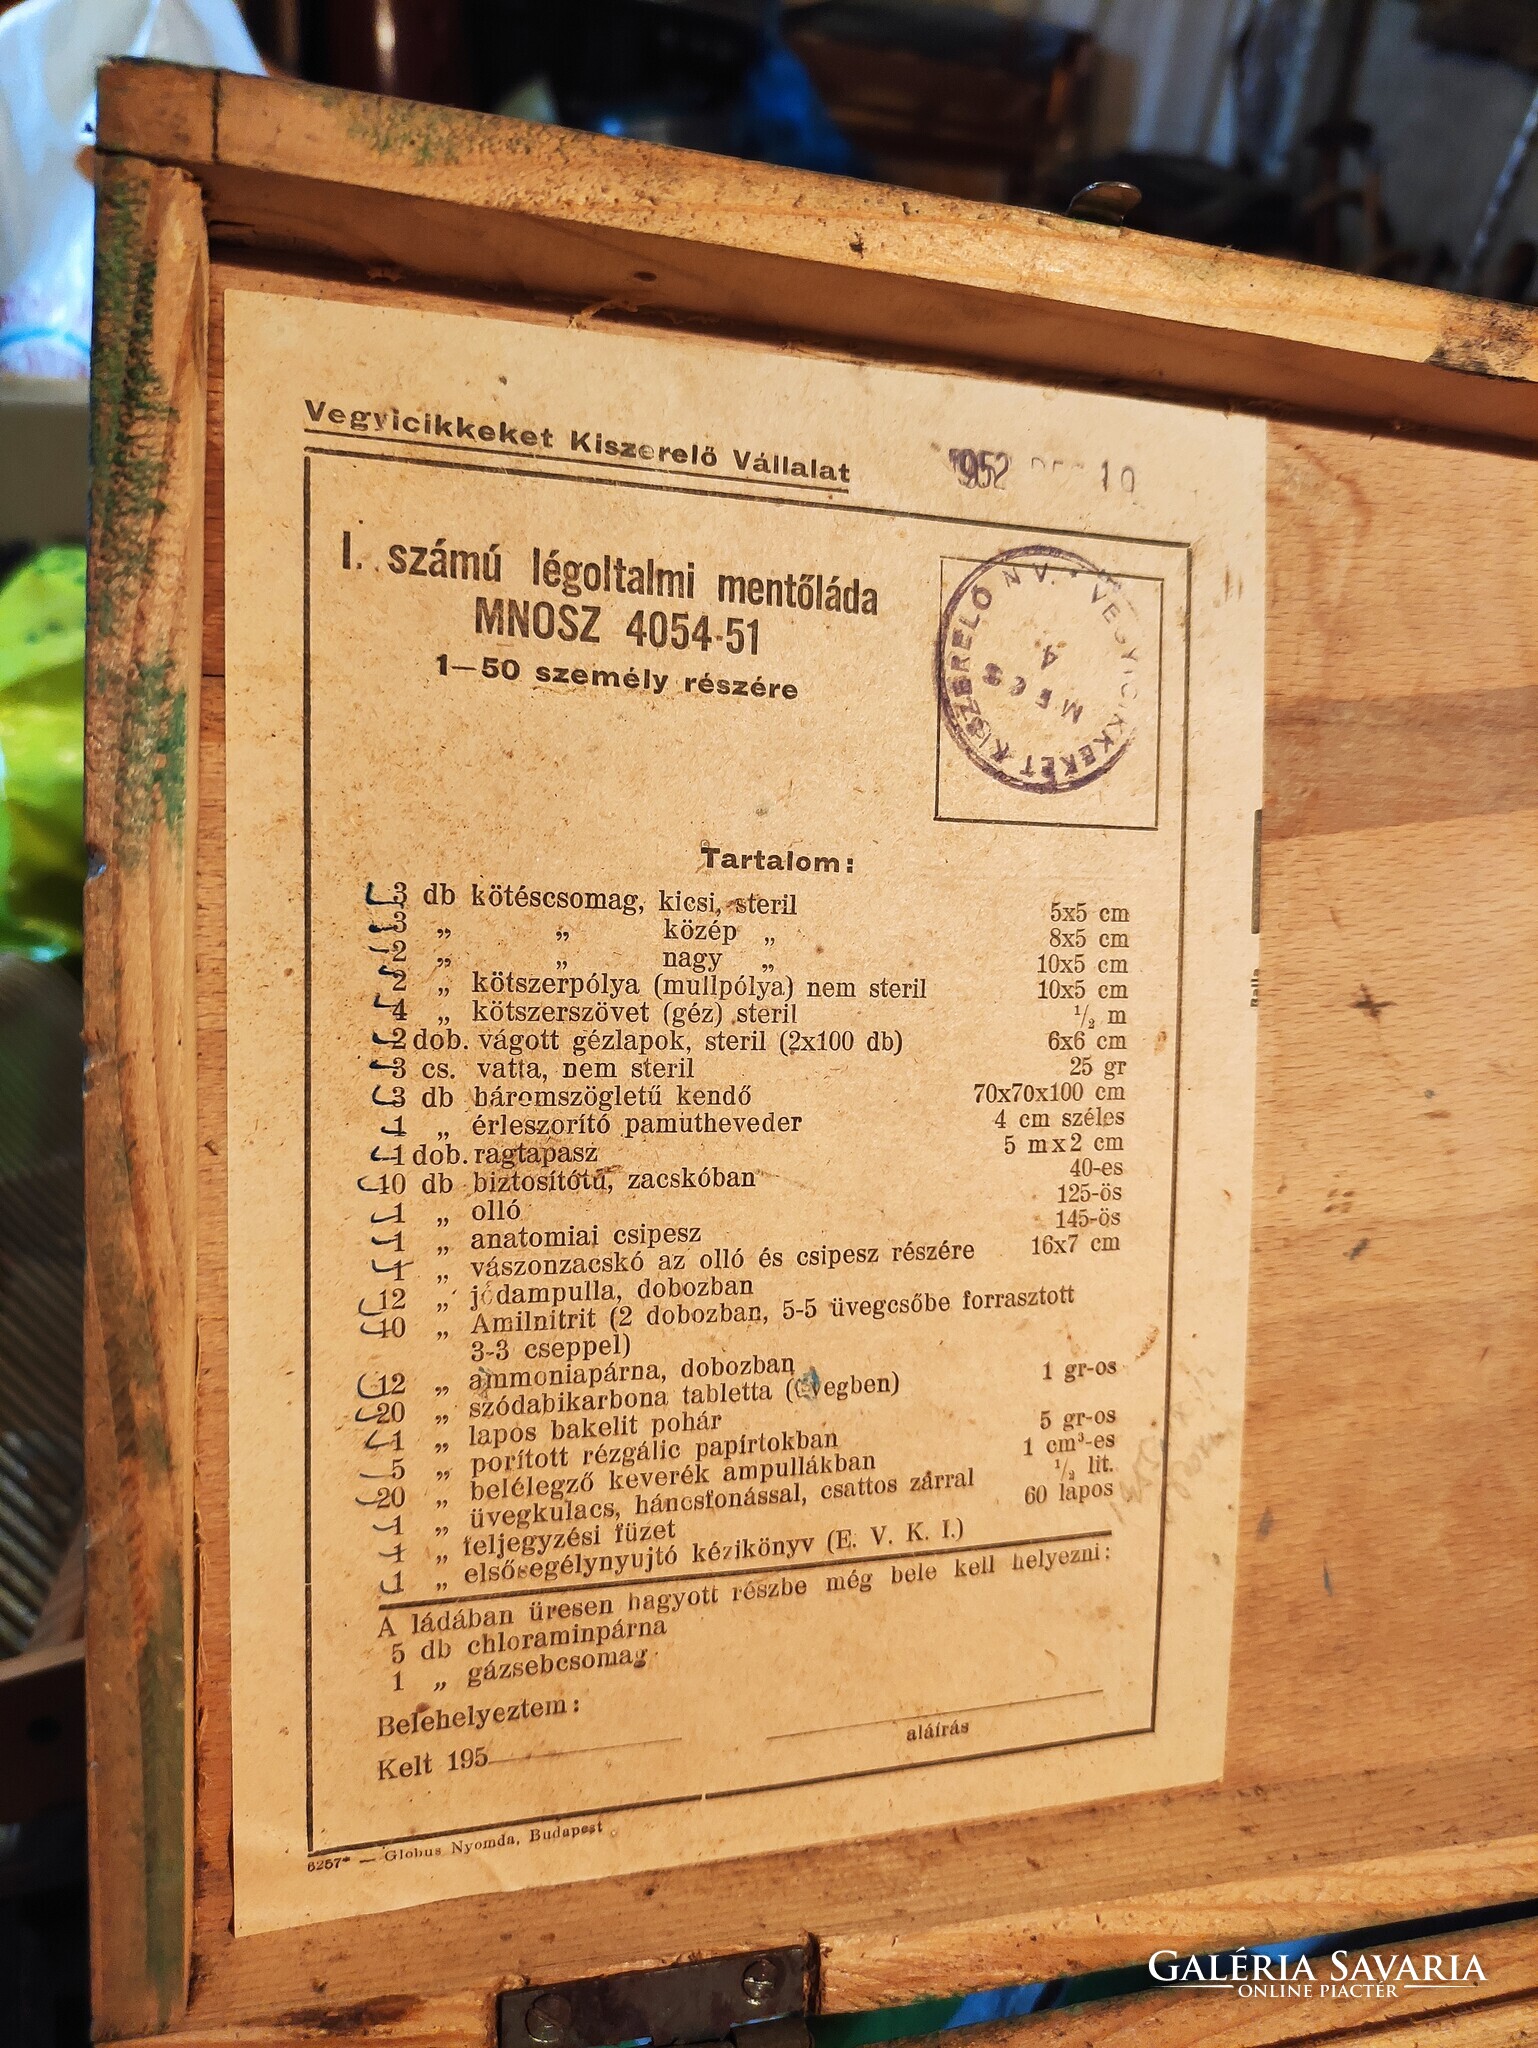 Vegyicikkeket Kiszerelő Vállalat
1952 10
I. számú légoltalmi mentőláda
MNOSZ 4054-51
1—50 személy részére
VEGYICIKKEKET KISZERELŐ N.V. *
Tartalom:
3 db kötéscsomag, kicsi, steril 5x5 cm
3 „ „ közép „ 8x5 cm
2 „ „ nagy „ 10x5 cm
2 „ kötszerpólya (mullpólya) nem steril 10x5 cm
4 „ kötszerszövet (géz) steril 1/2 m
2 dob. vágott gézlapok, steril (2x100 db) 6x6 cm
3 cs. vatta, nem steril 25 gr
3 db háromszögletű kendő 70x70x100 cm
1 „ érleszorító pamutheveder 4 cm széles
1 dob. ragtapasz 5 mx2 cm
10 db biztosítótű, zacskóban 40-es
1 „ olló 125-ös
1 „ anatomiai csipesz 145-ös
1 „ vászonzacskó az olló és csipesz részére 16x7 cm
12 „ jódampulla, dobozban
10 „ Amilnitrit (2 dobozban, 5-5 üvegcsőbe forrasztott
3-3 cseppel)
12 „ ammoniapárna, dobozban
20 „ szódabikarbona tabletta (üvegben) 1 gr-os
1 „ lapos bakelit pohár
5 „ porított rézgálic papírtokban 5 gr-os
20 „ belélegző keverék ampullákban 1 cm³-es
1 „ üvegkulacs, háncsfonással, csattos zárral 1/2 lit.
1 „ feljegyzési füzet 60 lapos
1 „ elsősegélynyujtó kézikönyv (E. V. K. I.)
A ládában üresen hagyott részbe még bele kell helyezni:
5 db chloraminpárna
1 „ gázsebcsomag
Belehelyeztem:
Kelt 195
aláírás
6257* — Globus Nyomda, Budapest
GALÉRIA SAVARIA
ONLINE PIACTÉR